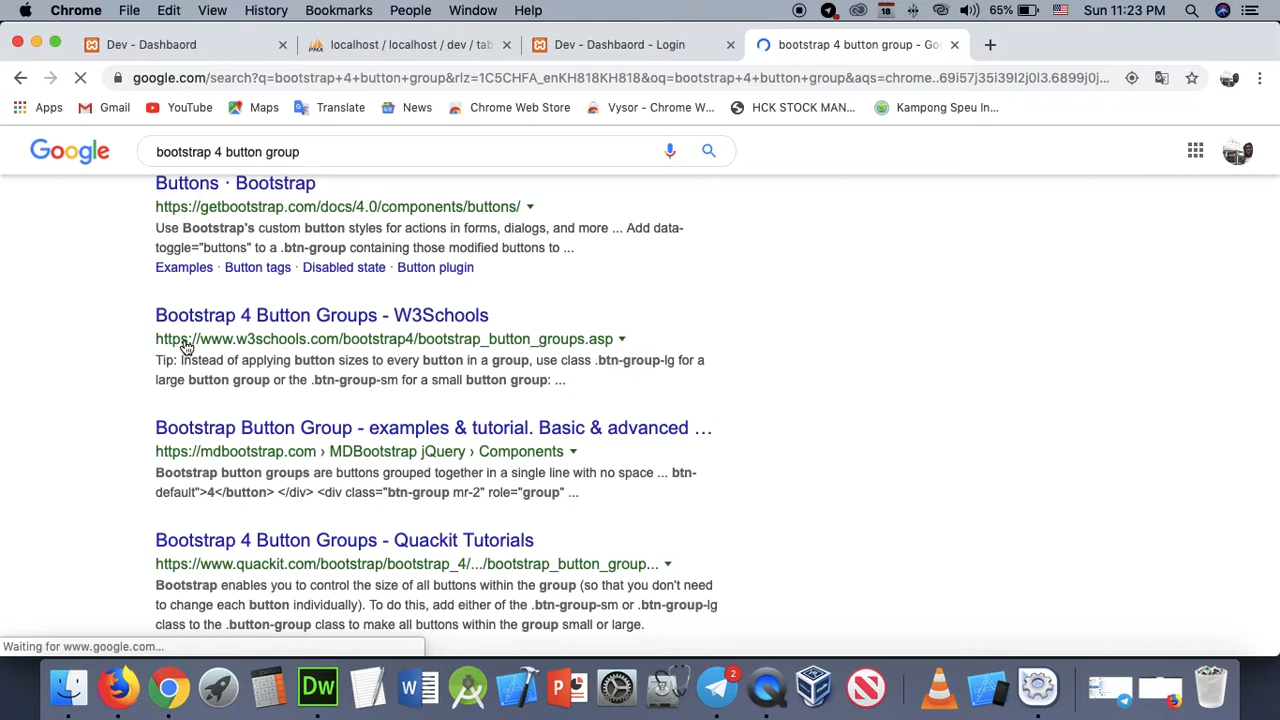 Chrome File Edit View History Bookmarks People Window Help 18 65% Sun 11:23 PM
Dev - Dashbaord localhost / localhost / dev / tab Dev - Dashbaord - Login bootstrap 4 button group - Goo
google.com/search?q=bootstrap+4+button+group&rlz=1C5CHFA_enKH818KH818&oq=bootstrap+4+button+group&aqs=chrome..69i57j35i39l2j0l3.6899j0j...
Apps Gmail YouTube Maps Translate News Chrome Web Store Vysor - Chrome W... HCK STOCK MAN... Kampong Speu In...
Google bootstrap 4 button group
Buttons · Bootstrap
https://getbootstrap.com/docs/4.0/components/buttons/
Use Bootstrap's custom button styles for actions in forms, dialogs, and more ... Add data-
toggle="buttons" to a .btn-group containing those modified buttons to ...
Examples · Button tags · Disabled state · Button plugin
Bootstrap 4 Button Groups - W3Schools
https://www.w3schools.com/bootstrap4/bootstrap_button_groups.asp
Tip: Instead of applying button sizes to every button in a group, use class .btn-group-lg for a
large button group or the .btn-group-sm for a small button group: ...
Bootstrap Button Group - examples & tutorial. Basic & advanced ...
https://mdbootstrap.com › MDBootstrap jQuery › Components
Bootstrap button groups are buttons grouped together in a single line with no space ... btn-
default">4</button> </div> <div class="btn-group mr-2" role="group" ...
Bootstrap 4 Button Groups - Quackit Tutorials
https://www.quackit.com/bootstrap/bootstrap_4/.../bootstrap_button_group...
Bootstrap enables you to control the size of all buttons within the group (so that you don't need
to change each button individually). To do this, add either of the .btn-group-sm or .btn-group-lg
class to the .button-group class to make all buttons within the group small or large.
Waiting for www.google.com...
Dw W P 2